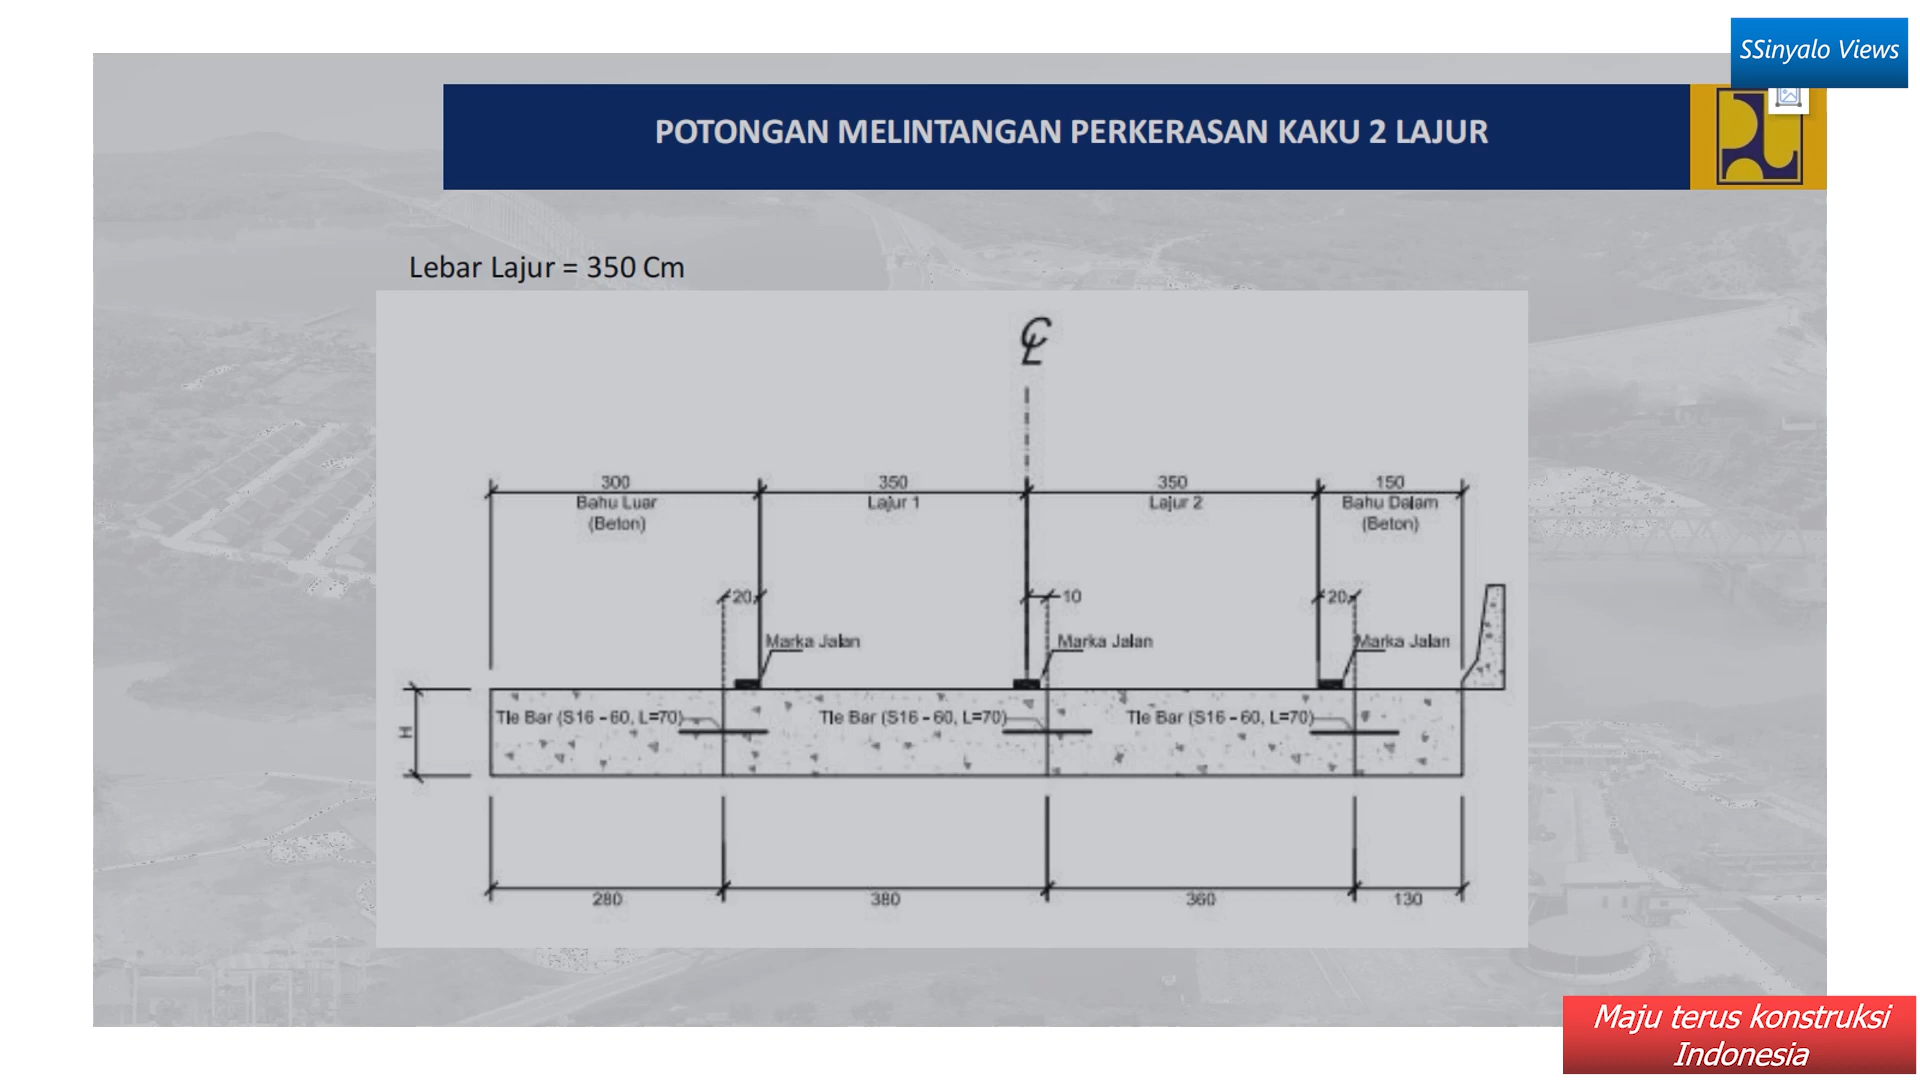 SSinyalo Views
POTONGAN MELINTANGAN PERKERASAN KAKU 2 LAJUR
Lebar Lajur = 350 Cm
CL
300
350
350
150
Bahu Luar
(Beton)
Lajur 1
Lajur 2
Bahu Dalam
(Beton)
20
10
20
Marka Jalan
Marka Jalan
Marka Jalan
H
Tie Bar (S16 - 60, L=70)
Tie Bar (S16 - 60, L=70)
Tie Bar (S16 - 60, L=70)
280
380
360
130
Maju terus konstruksi
Indonesia